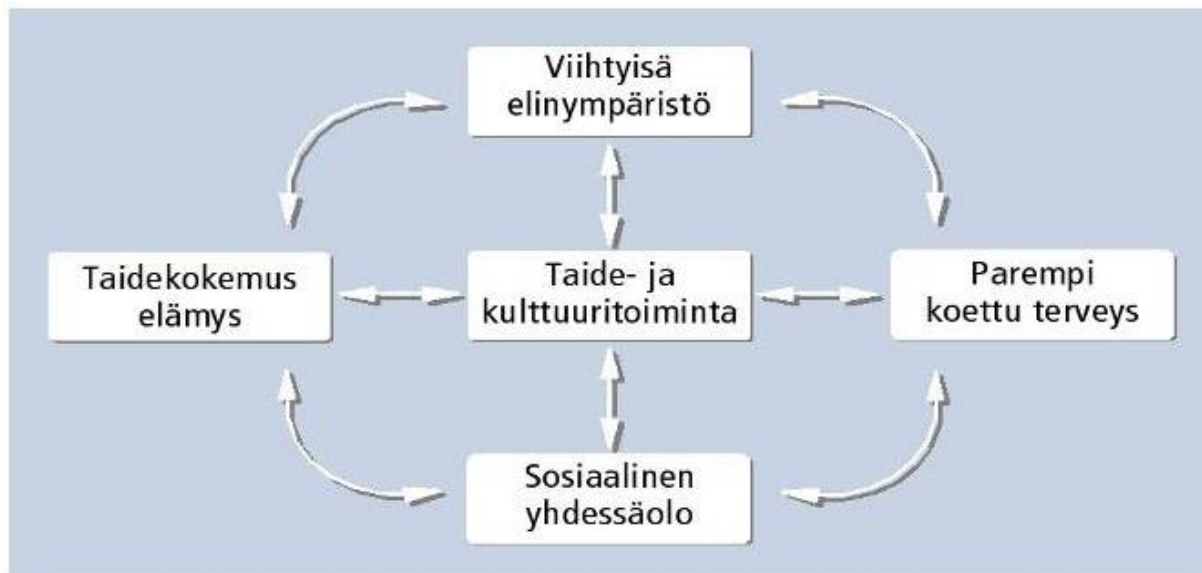 Viihtyisä
elinympäristö
Taidekokemus
elämys
Taide- ja
kulttuuritoiminta
Parempi
koettu terveys
Sosiaalinen
yhdessäolo